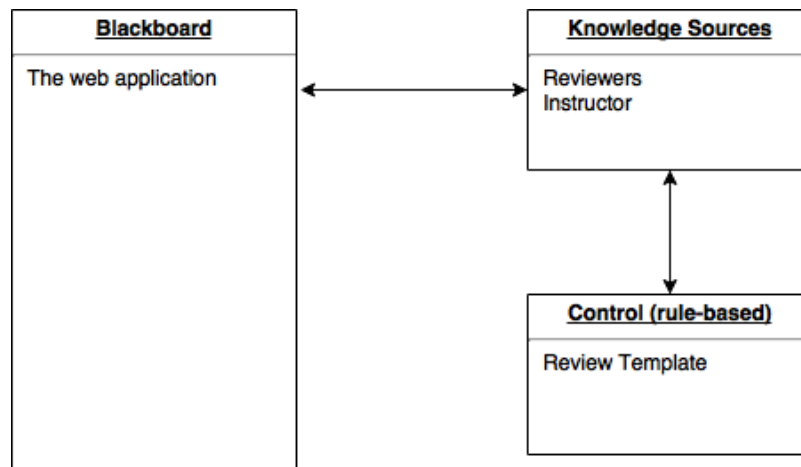 Blackboard
The web application
Knowledge Sources
Reviewers
Instructor
Control (rule-based)
Review Template